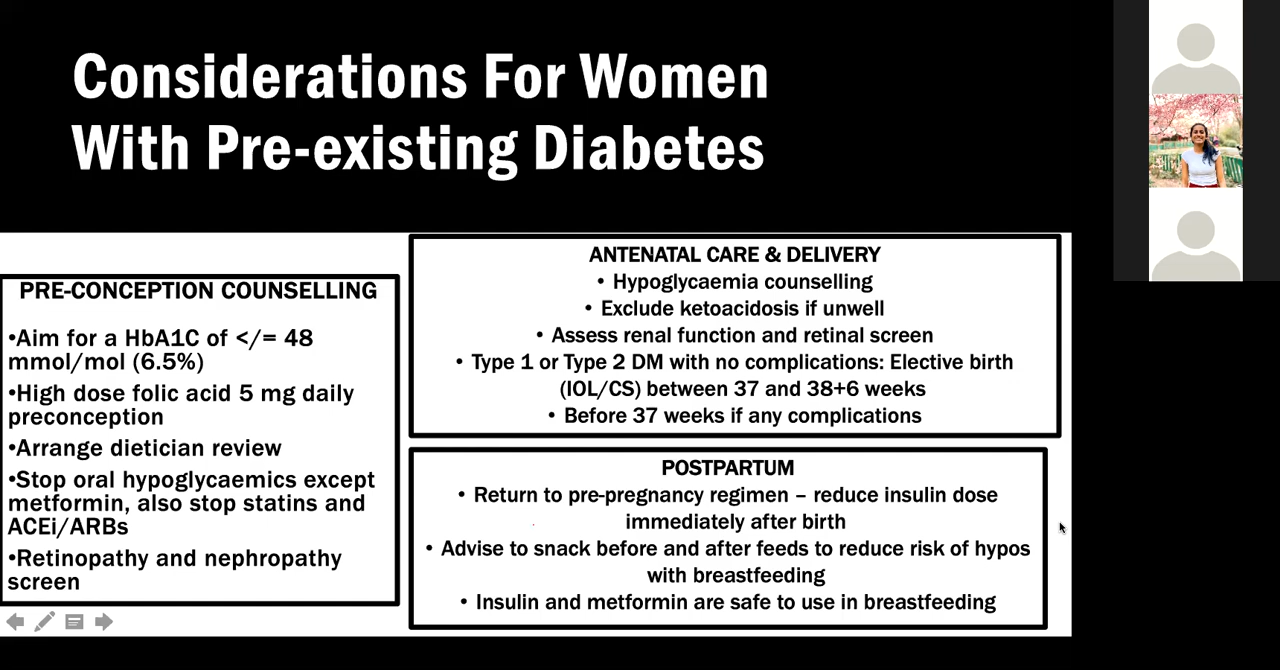 Considerations For Women
With Pre-existing Diabetes
PRE-CONCEPTION COUNSELLING
•Aim for a HbA1C of </= 48
mmol/mol (6.5%)
•High dose folic acid 5 mg daily
preconception
•Arrange dietician review
•Stop oral hypoglycaemics except
metformin, also stop statins and
ACEi/ARBs
•Retinopathy and nephropathy
screen
ANTENATAL CARE & DELIVERY
• Hypoglycaemia counselling
• Exclude ketoacidosis if unwell
• Assess renal function and retinal screen
• Type 1 or Type 2 DM with no complications: Elective birth
(IOL/CS) between 37 and 38+6 weeks
• Before 37 weeks if any complications
POSTPARTUM
• Return to pre-pregnancy regimen – reduce insulin dose
immediately after birth
• Advise to snack before and after feeds to reduce risk of hypos
with breastfeeding
• Insulin and metformin are safe to use in breastfeeding